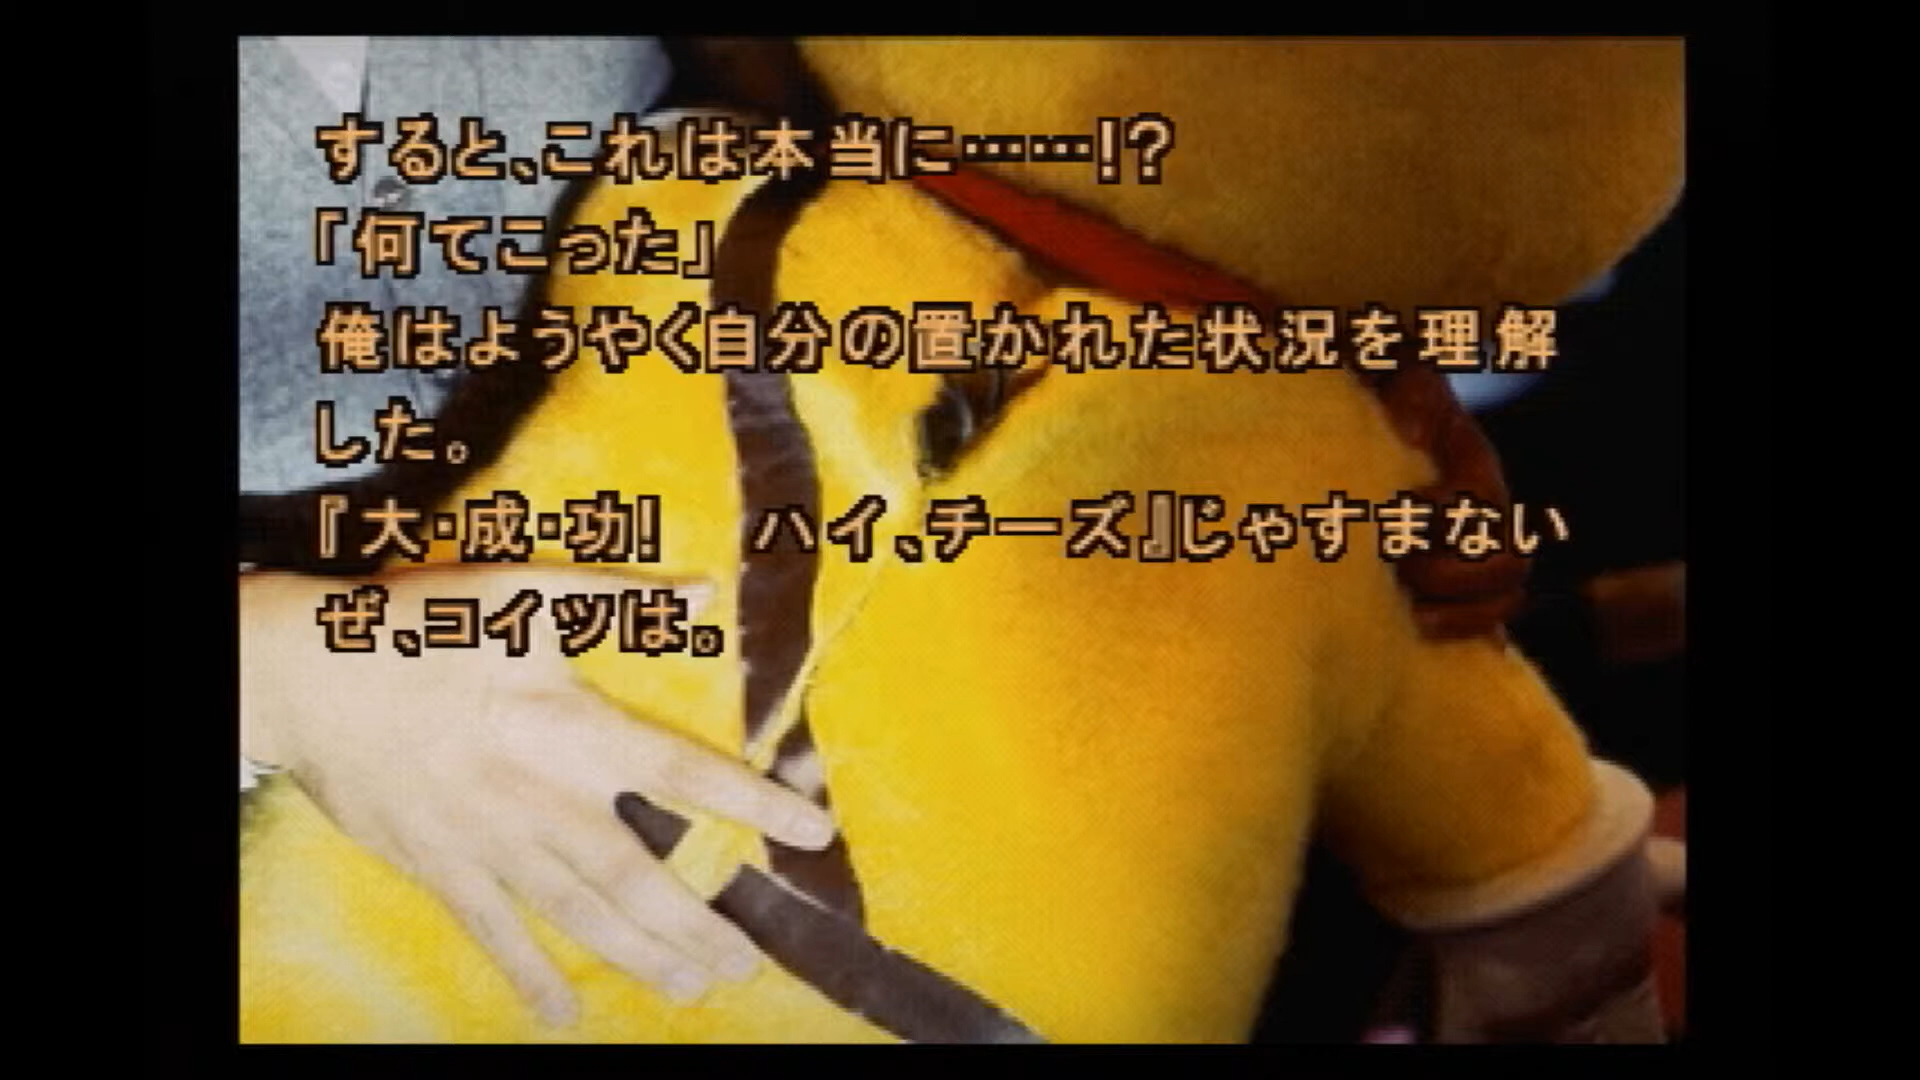 すると、これは本当に……!?
「何てこった」
俺はようやく自分の置かれた状況を理解
した。
『大・成・功!　ハイ、チーズ』じゃすまない
ぜ、コイツは。